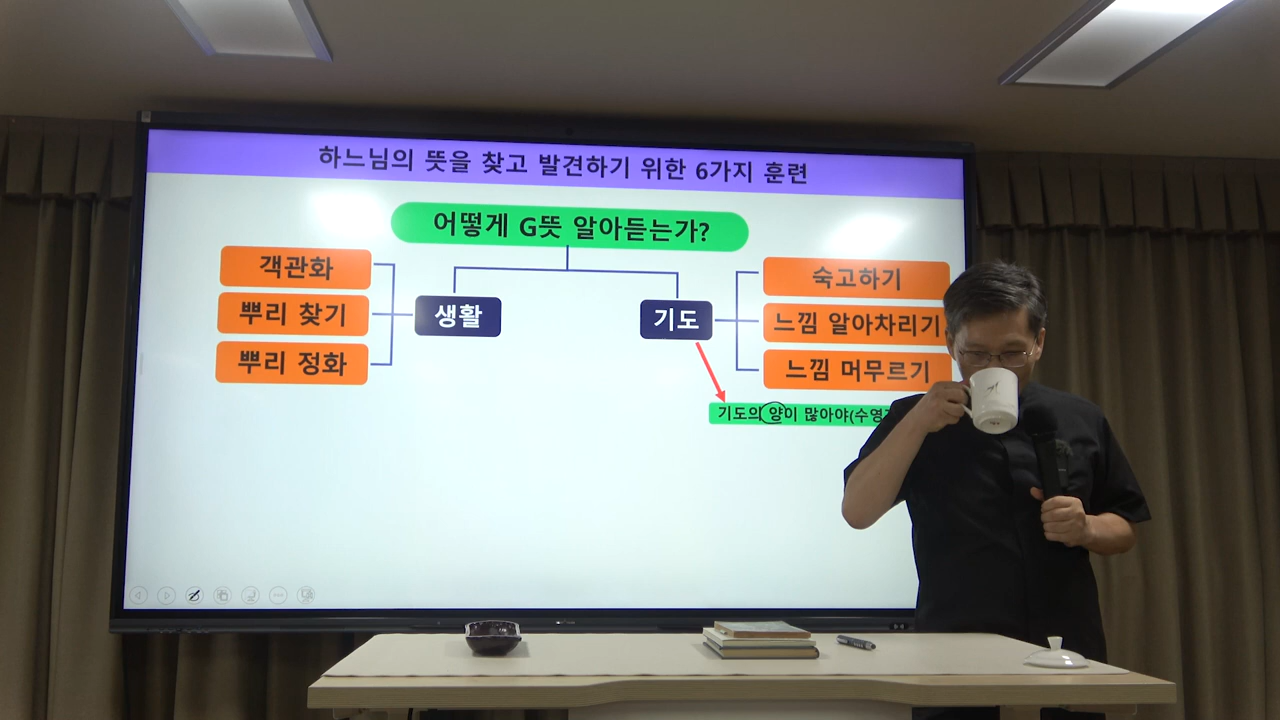 하느님의 뜻을 찾고 발견하기 위한 6가지 훈련
어떻게 G뜻 알아듣는가?
객관화
뿌리 찾기
뿌리 정화
생활
기도
숙고하기
느낌 알아차리기
느낌 머무르기
기도의 양이 많아야(수영